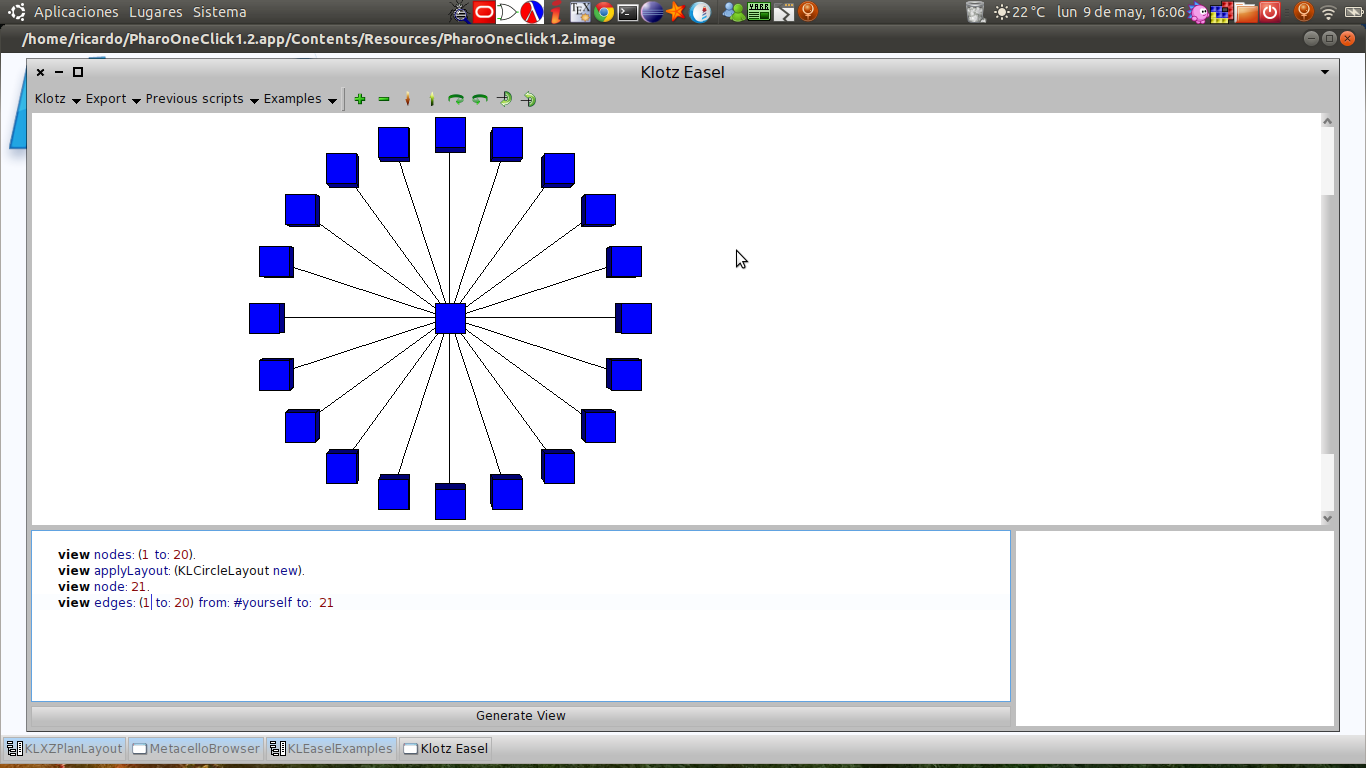 Aplicaciones Lugares Sistema
22 °C lun 9 de may, 16:06
/home/ricardo/PharoOneClick1.2.app/Contents/Resources/PharoOneClick1.2.image
Klotz Easel
Klotz Export Previous scripts Examples
view nodes: (1 to: 20).
view applyLayout: (KLCircleLayout new).
view node: 21.
view edges: (1 to: 20) from: #yourself to: 21
Generate View
KLXZPlanLayout MetacelloBrowser KLEaselExamples Klotz Easel